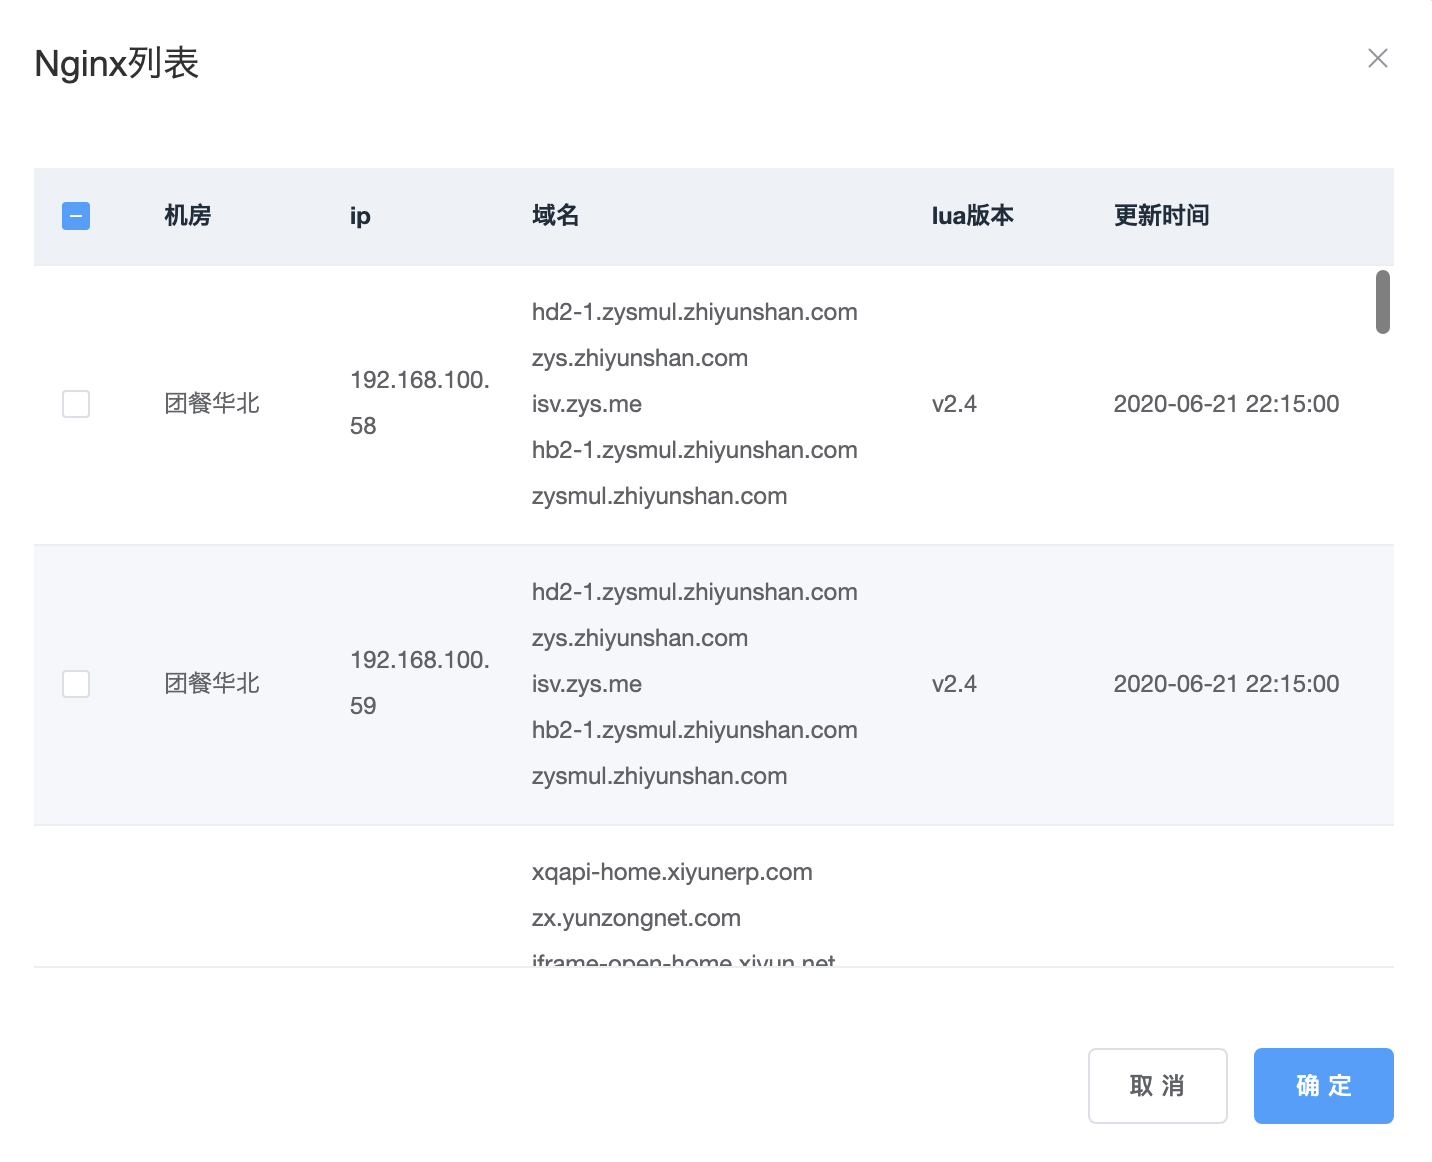 Nginx列表
机房 ip 域名 lua版本 更新时间
hd2-1.zysmul.zhiyunshan.com
zys.zhiyunshan.com
团餐华北 192.168.100.58 isv.zys.me v2.4 2020-06-21 22:15:00
hb2-1.zysmul.zhiyunshan.com
zysmul.zhiyunshan.com
hd2-1.zysmul.zhiyunshan.com
zys.zhiyunshan.com
团餐华北 192.168.100.59 isv.zys.me v2.4 2020-06-21 22:15:00
hb2-1.zysmul.zhiyunshan.com
zysmul.zhiyunshan.com
xqapi-home.xiyunerp.com
zx.yunzongnet.com
iframe-open-home.xiyun.net
取 消 确 定